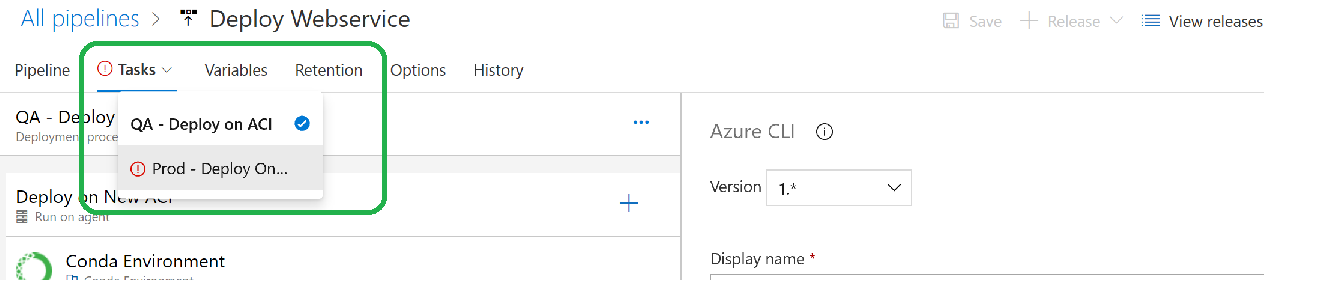 All pipelines > Deploy Webservice
Save Release View releases
Pipeline Tasks Variables Retention Options History
QA - Deploy
Deployment proce
QA - Deploy on ACI
Prod - Deploy On...
Deploy on New ACI
Run on agent
Conda Environment
Conda Environment
Azure CLI
Version 1.*
Display name *